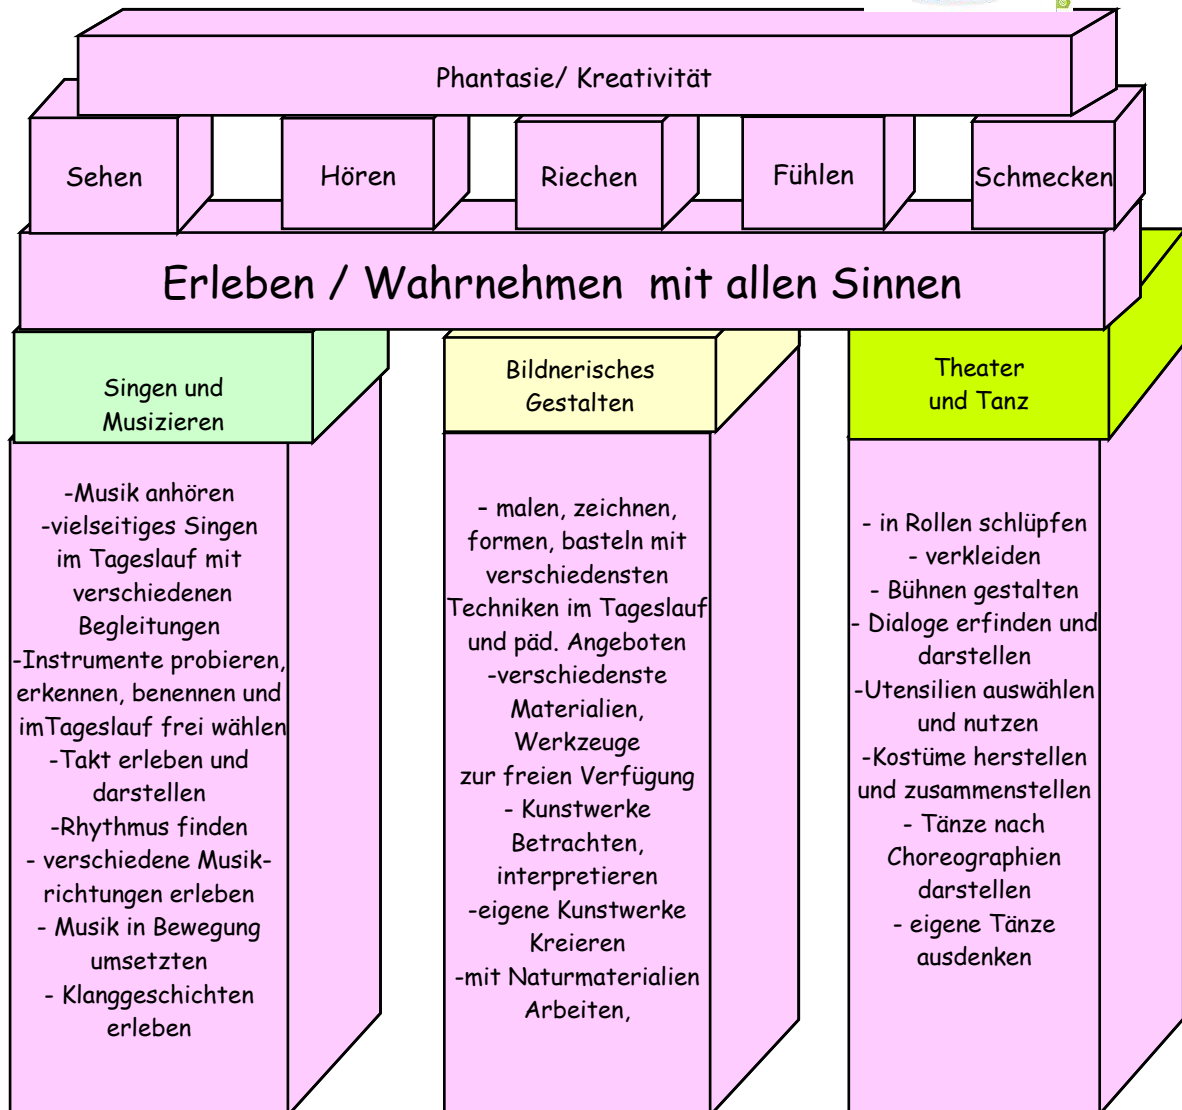 Phantasie/ Kreativität
Sehen
Hören
Riechen
Fühlen
Schmecken
Erleben / Wahrnehmen mit allen Sinnen
Singen und
Musizieren
-Musik anhören
-vielseitiges Singen
im Tageslauf mit
verschiedenen
Begleitungen
-Instrumente probieren,
erkennen, benennen und
imTageslauf frei wählen
-Takt erleben und
darstellen
-Rhythmus finden
- verschiedene Musik-
richtungen erleben
- Musik in Bewegung
umsetzten
- Klanggeschichten
erleben
Bildnerisches
Gestalten
- malen, zeichnen,
formen, basteln mit
verschiedensten
Techniken im Tageslauf
und päd. Angeboten
-verschiedenste
Materialien,
Werkzeuge
zur freien Verfügung
- Kunstwerke
Betrachten,
interpretieren
-eigene Kunstwerke
Kreieren
-mit Naturmaterialien
Arbeiten,
Theater
und Tanz
- in Rollen schlüpfen
- verkleiden
- Bühnen gestalten
- Dialoge erfinden und
darstellen
-Utensilien auswählen
und nutzen
-Kostüme herstellen
und zusammenstellen
- Tänze nach
Choreographien
darstellen
- eigene Tänze
ausdenken